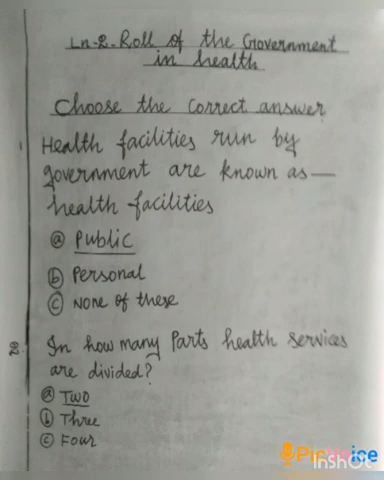 Ln-2-Roll of the Government
in health
Choose the correct answer
Health facilities run by
government are known as —
health facilities
ⓐ Public
ⓑ Personal
ⓒ None of these
In how many Parts health services
are divided?
ⓐ Two
ⓑ Three
ⓒ Four
InShOt